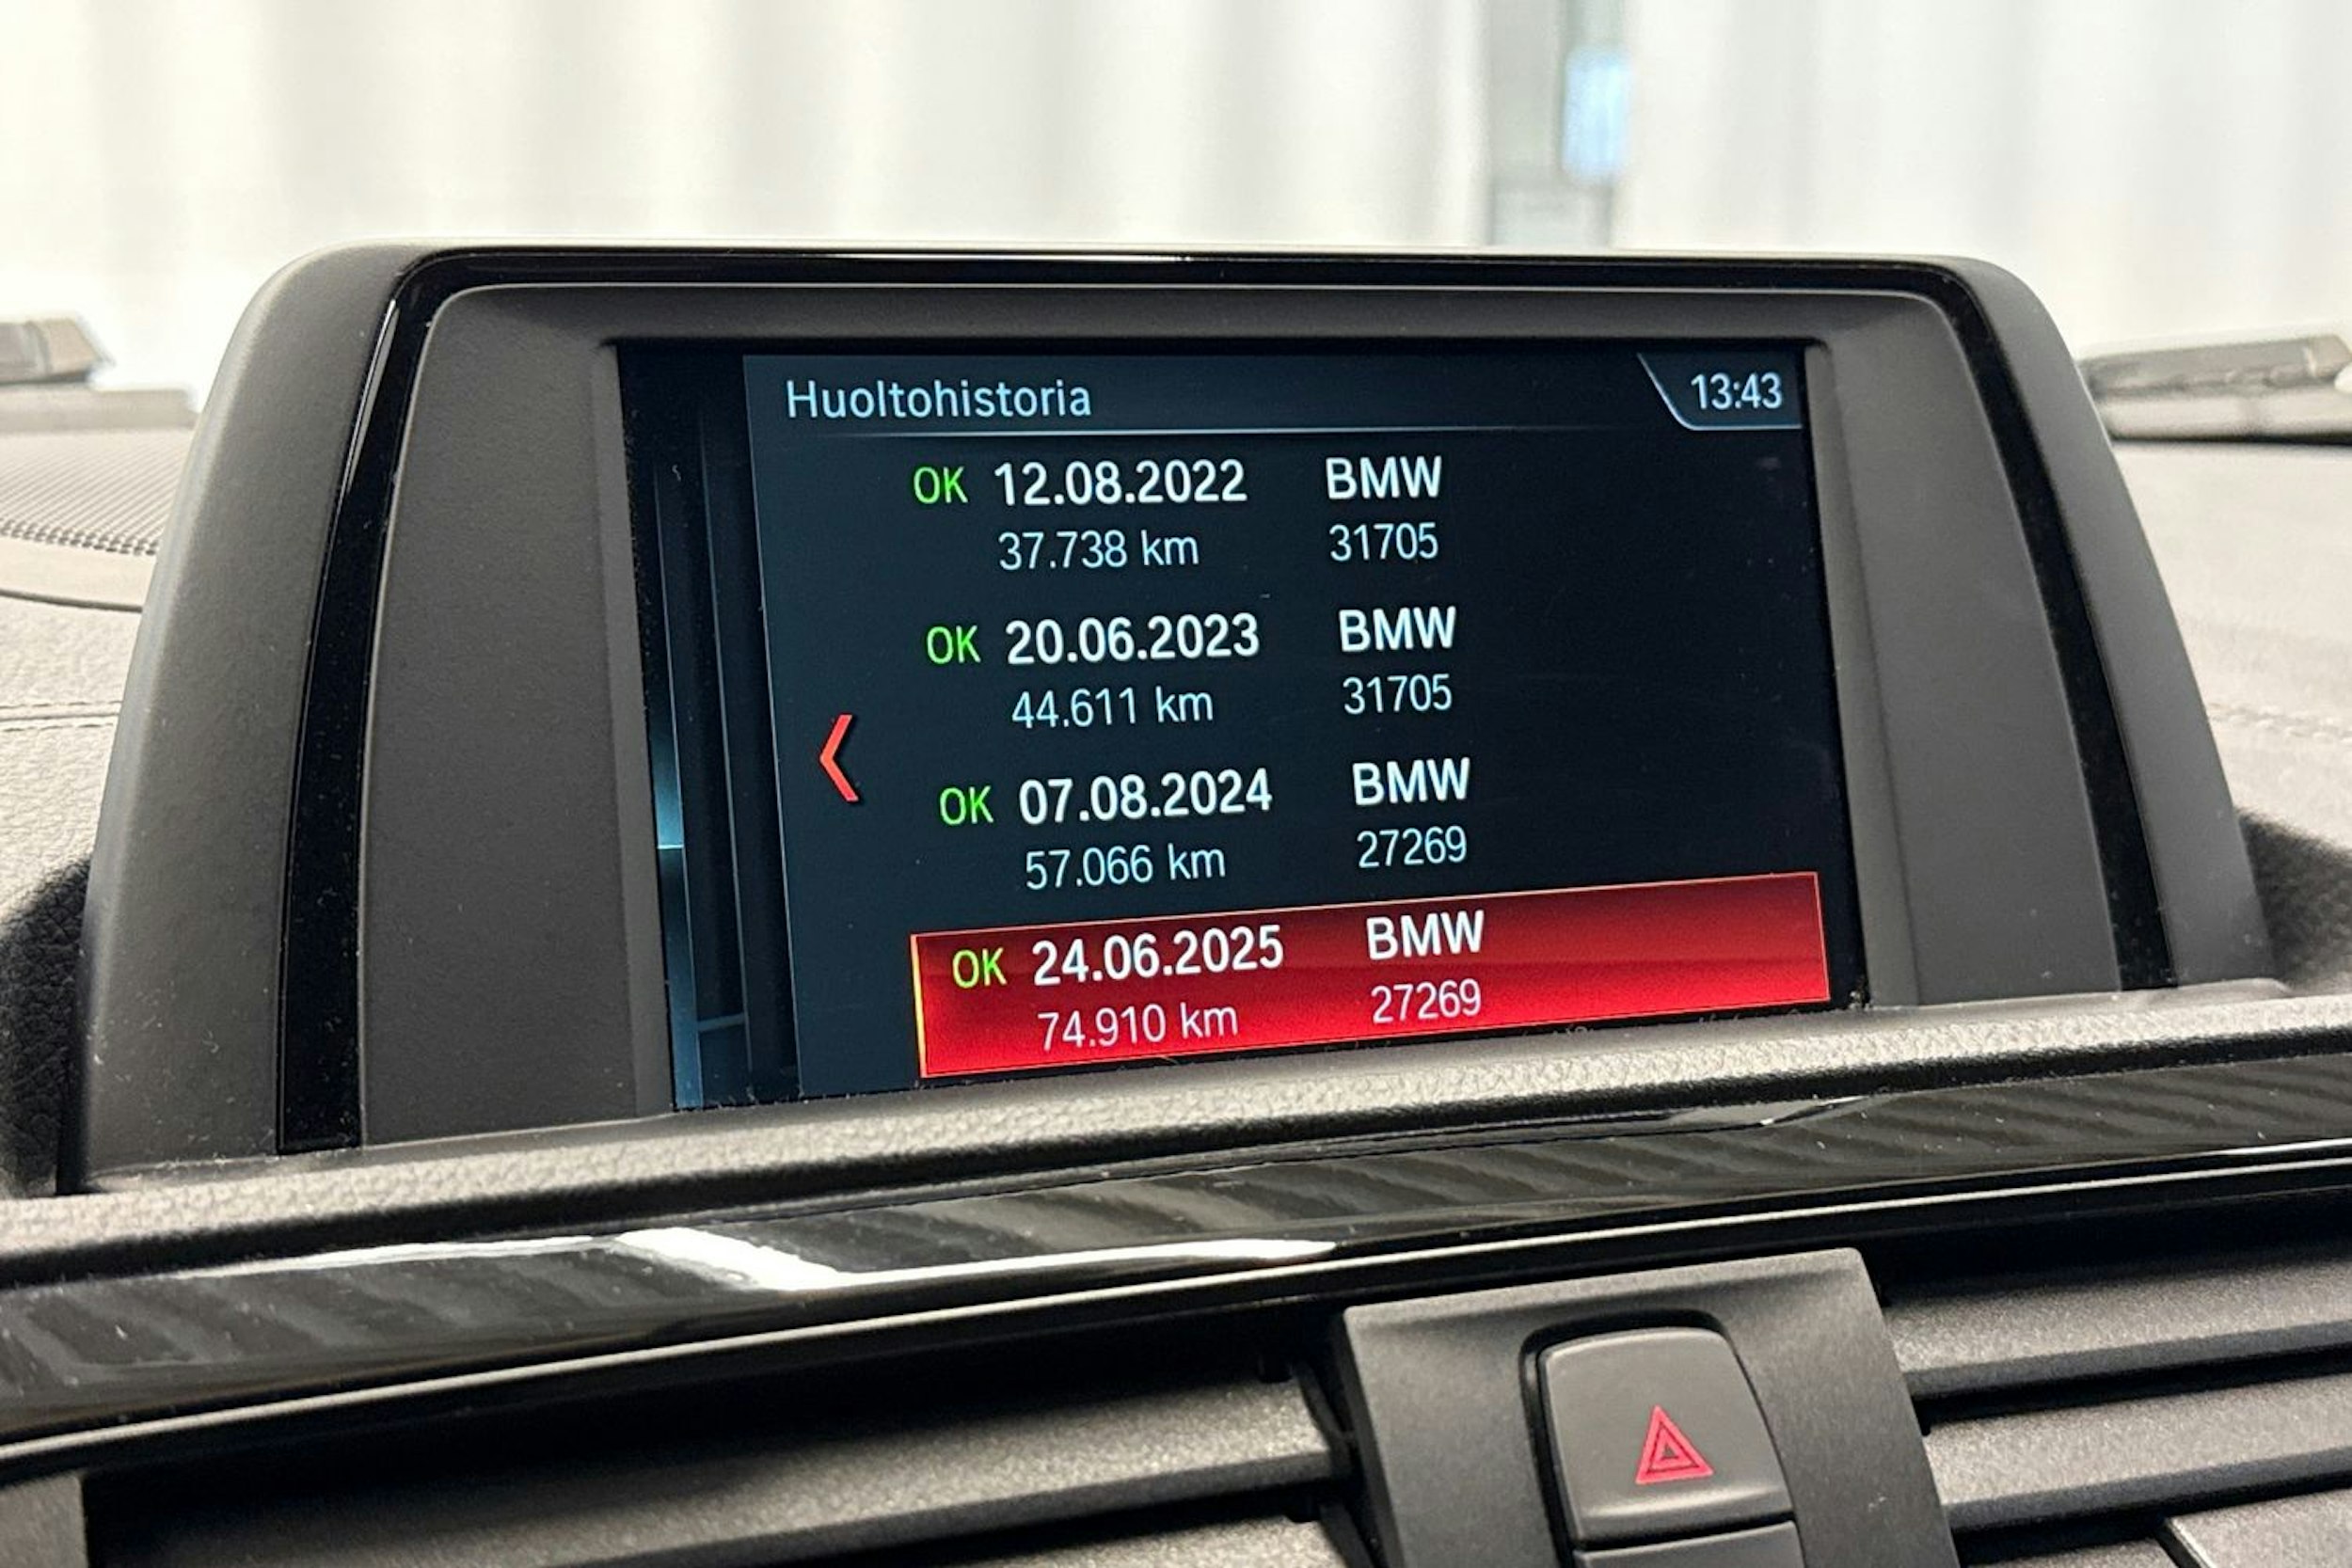 Huoltohistoria 13:43
OK 12.08.2022 BMW
37.738 km 31705
OK 20.06.2023 BMW
44.611 km 31705
OK 07.08.2024 BMW
57.066 km 27269
OK 24.06.2025 BMW
74.910 km 27269